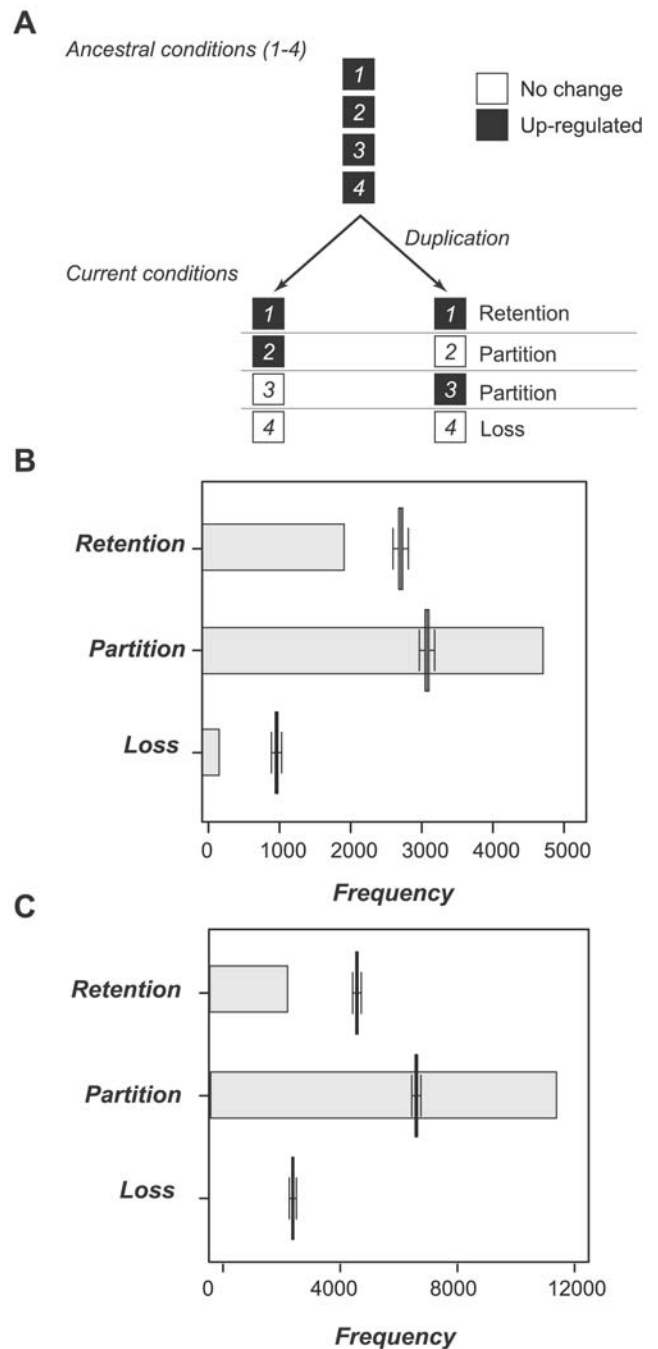 A
Ancestral conditions (1-4)
1
2
3
4
No change
Up-regulated
Duplication
Current conditions
1 1 Retention
2 2 Partition
3 3 Partition
4 4 Loss
B
Retention
Partition
Loss
0 1000 2000 3000 4000 5000
Frequency
C
Retention
Partition
Loss
0 4000 8000 12000
Frequency